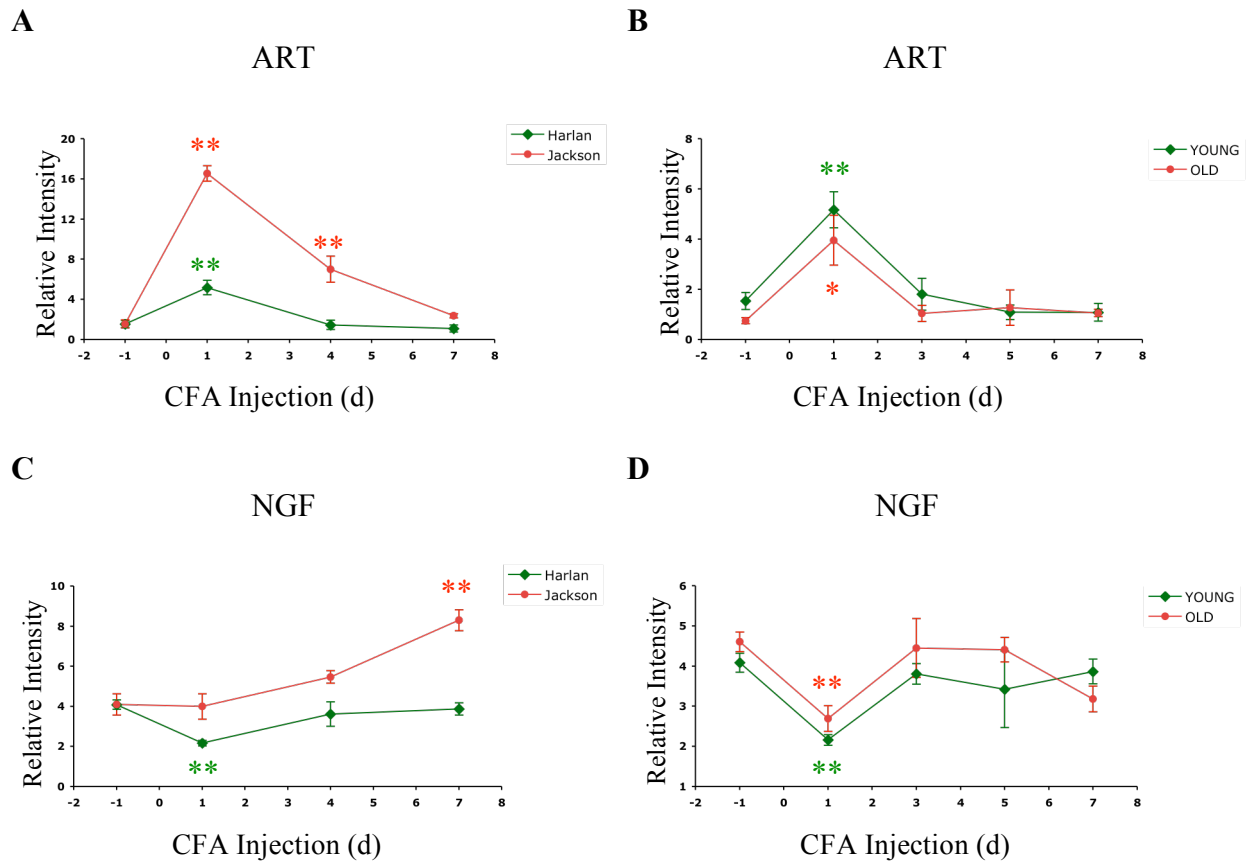 A
ART
Relative Intensity
20
16
12
8
4
0
-2 -1 0 1 2 4 5 7 8
CFA Injection (d)
Harlan
Jackson
**
**
**
B
ART
Relative Intensity
8
6
4
2
0
-2 -1 0 1 2 3 4 5 6 7 8
CFA Injection (d)
YOUNG
OLD
**
*
C
NGF
Relative Intensity
10
8
6
4
2
0
-2 -1 0 1 2 3 4 5 6 7 8
CFA Injection (d)
Harlan
Jackson
**
**
D
NGF
Relative Intensity
6
5
4
3
2
1
-2 -1 0 1 2 3 4 5 6 7 8
CFA Injection (d)
YOUNG
OLD
**
**